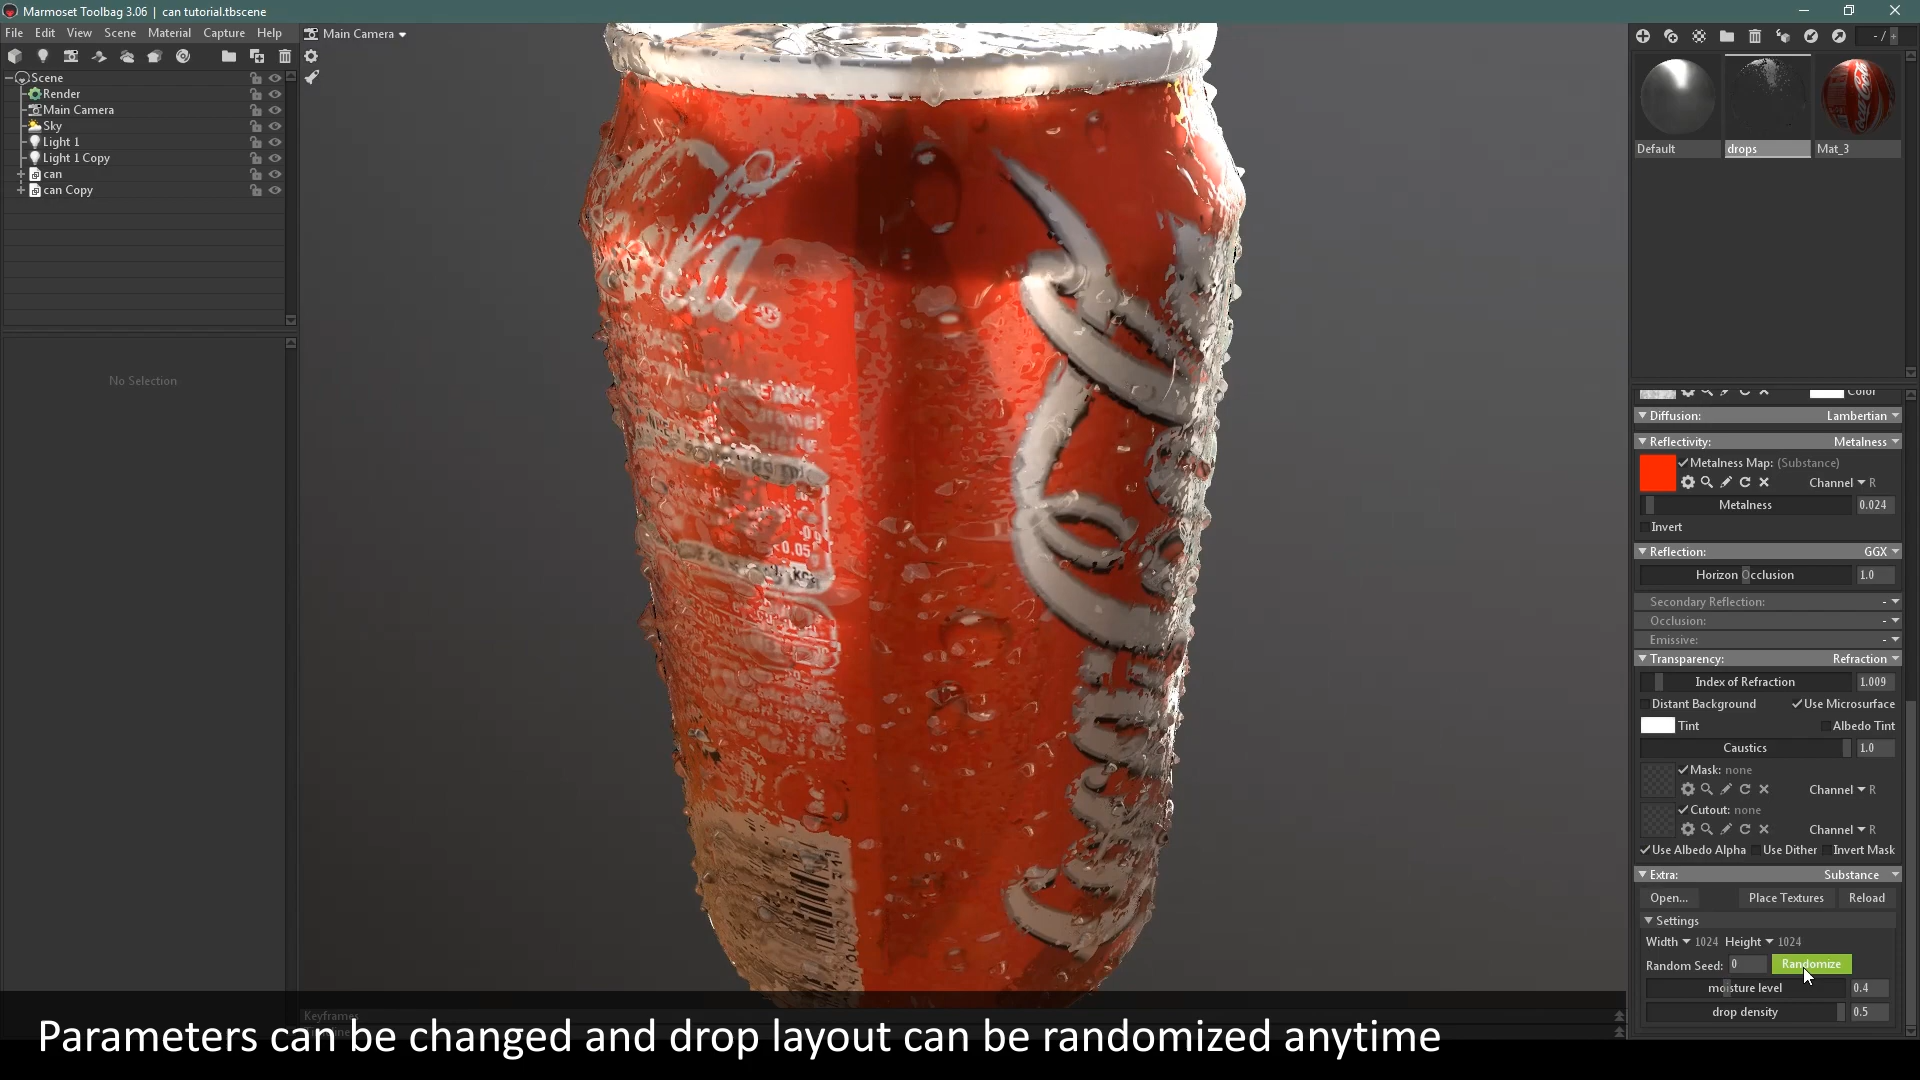 Marmoset Toolbag 3.06 | can tutorial.tbscene
File Edit View Scene Material Capture Help
Main Camera
- / +
Scene
Render
Main Camera
Sky
Light 1
Light 1 Copy
can
can Copy
No Selection
Default drops Mat_3
Color
Diffusion: Lambertian
Reflectivity: Metalness
Metalness Map: (Substance)
Channel R
Metalness 0.024
Invert
Reflection: GGX
Horizon Occlusion 1.0
Secondary Reflection: -
Occlusion: -
Emissive: -
Transparency: Refraction
Index of Refraction 1.009
Distant Background Use Microsurface
Tint Albedo Tint
Caustics 1.0
Mask: none
Channel R
Cutout: none
Channel R
Use Albedo Alpha Use Dither Invert Mask
Extra: Substance
Open... Place Textures Reload
Settings
Width 1024 Height 1024
Random Seed: 0 Randomize
moisture level 0.4
drop density 0.5
<0.05g
Keyframes
Parameters can be changed and drop layout can be randomized anytime